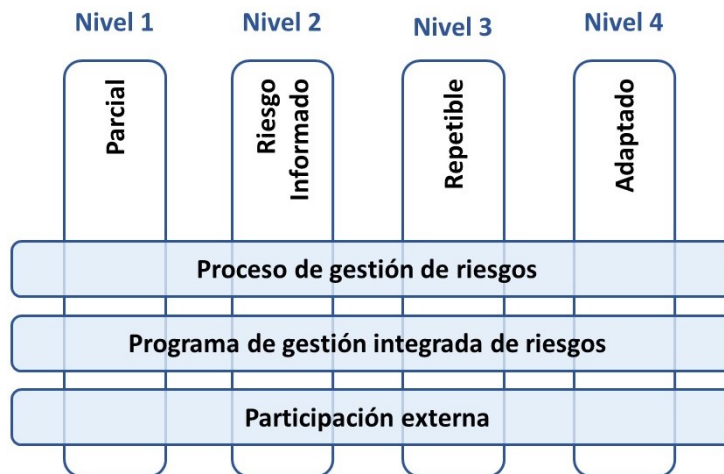 Nivel 1
Nivel 2
Nivel 3
Nivel 4
Parcial
Riesgo
Informado
Repetible
Adaptado
Proceso de gestión de riesgos
Programa de gestión integrada de riesgos
Participación externa